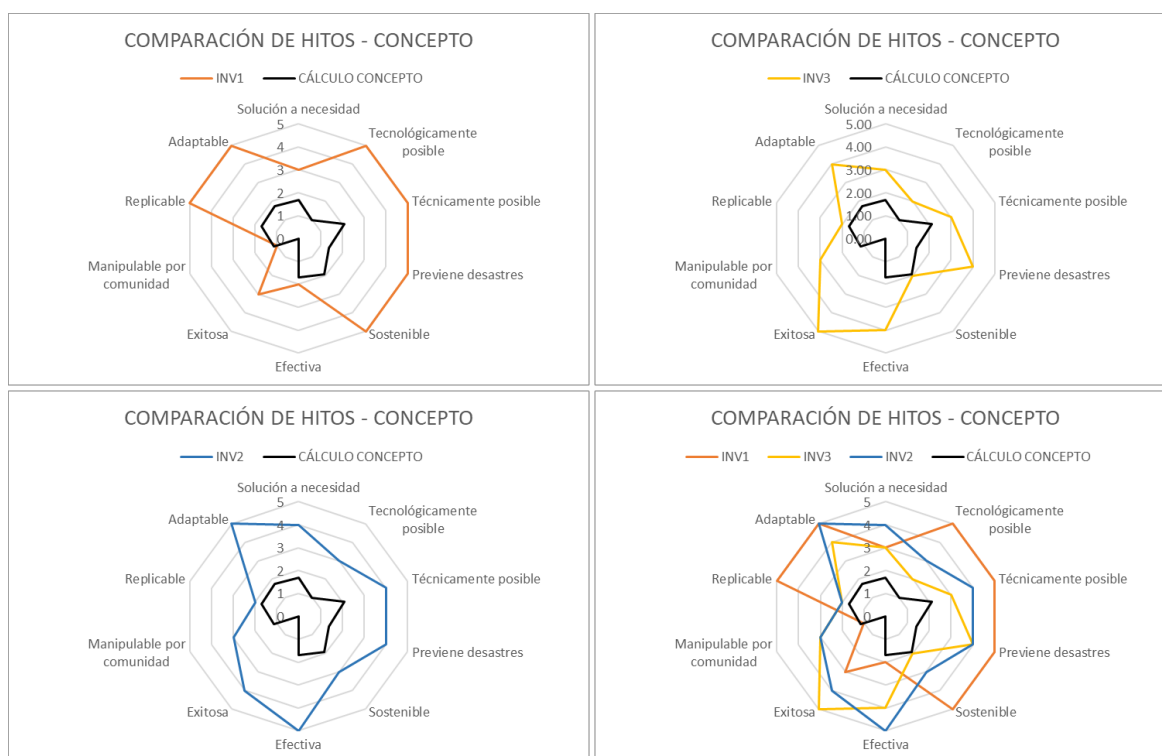 COMPARACIÓN DE HITOS - CONCEPTO
INV1 CÁLCULO CONCEPTO
Solución a necesidad
5
4
3
2
1
0
Tecnológicamente
posible
Técnicamente posible
Previene desastres
Sostenible
Efectiva
Exitosa
Manipulable por
comunidad
Replicable
Adaptable
COMPARACIÓN DE HITOS - CONCEPTO
INV3 CÁLCULO CONCEPTO
Solución a necesidad
5.00
4.00
3.00
2.00
1.00
0.00
Tecnológicamente
posible
Técnicamente posible
Previene desastres
Sostenible
Efectiva
Exitosa
Manipulable por
comunidad
Replicable
Adaptable
COMPARACIÓN DE HITOS - CONCEPTO
INV2 CÁLCULO CONCEPTO
Solución a necesidad
5
4
3
2
1
0
Tecnológicamente
posible
Técnicamente posible
Previene desastres
Sostenible
Efectiva
Exitosa
Manipulable por
comunidad
Replicable
Adaptable
COMPARACIÓN DE HITOS - CONCEPTO
INV1 INV3 INV2 CÁLCULO CONCEPTO
Solución a necesidad
5
4
3
2
1
0
Tecnológicamente
posible
Técnicamente posible
Previene desastres
Sostenible
Efectiva
Exitosa
Manipulable por
comunidad
Replicable
Adaptable